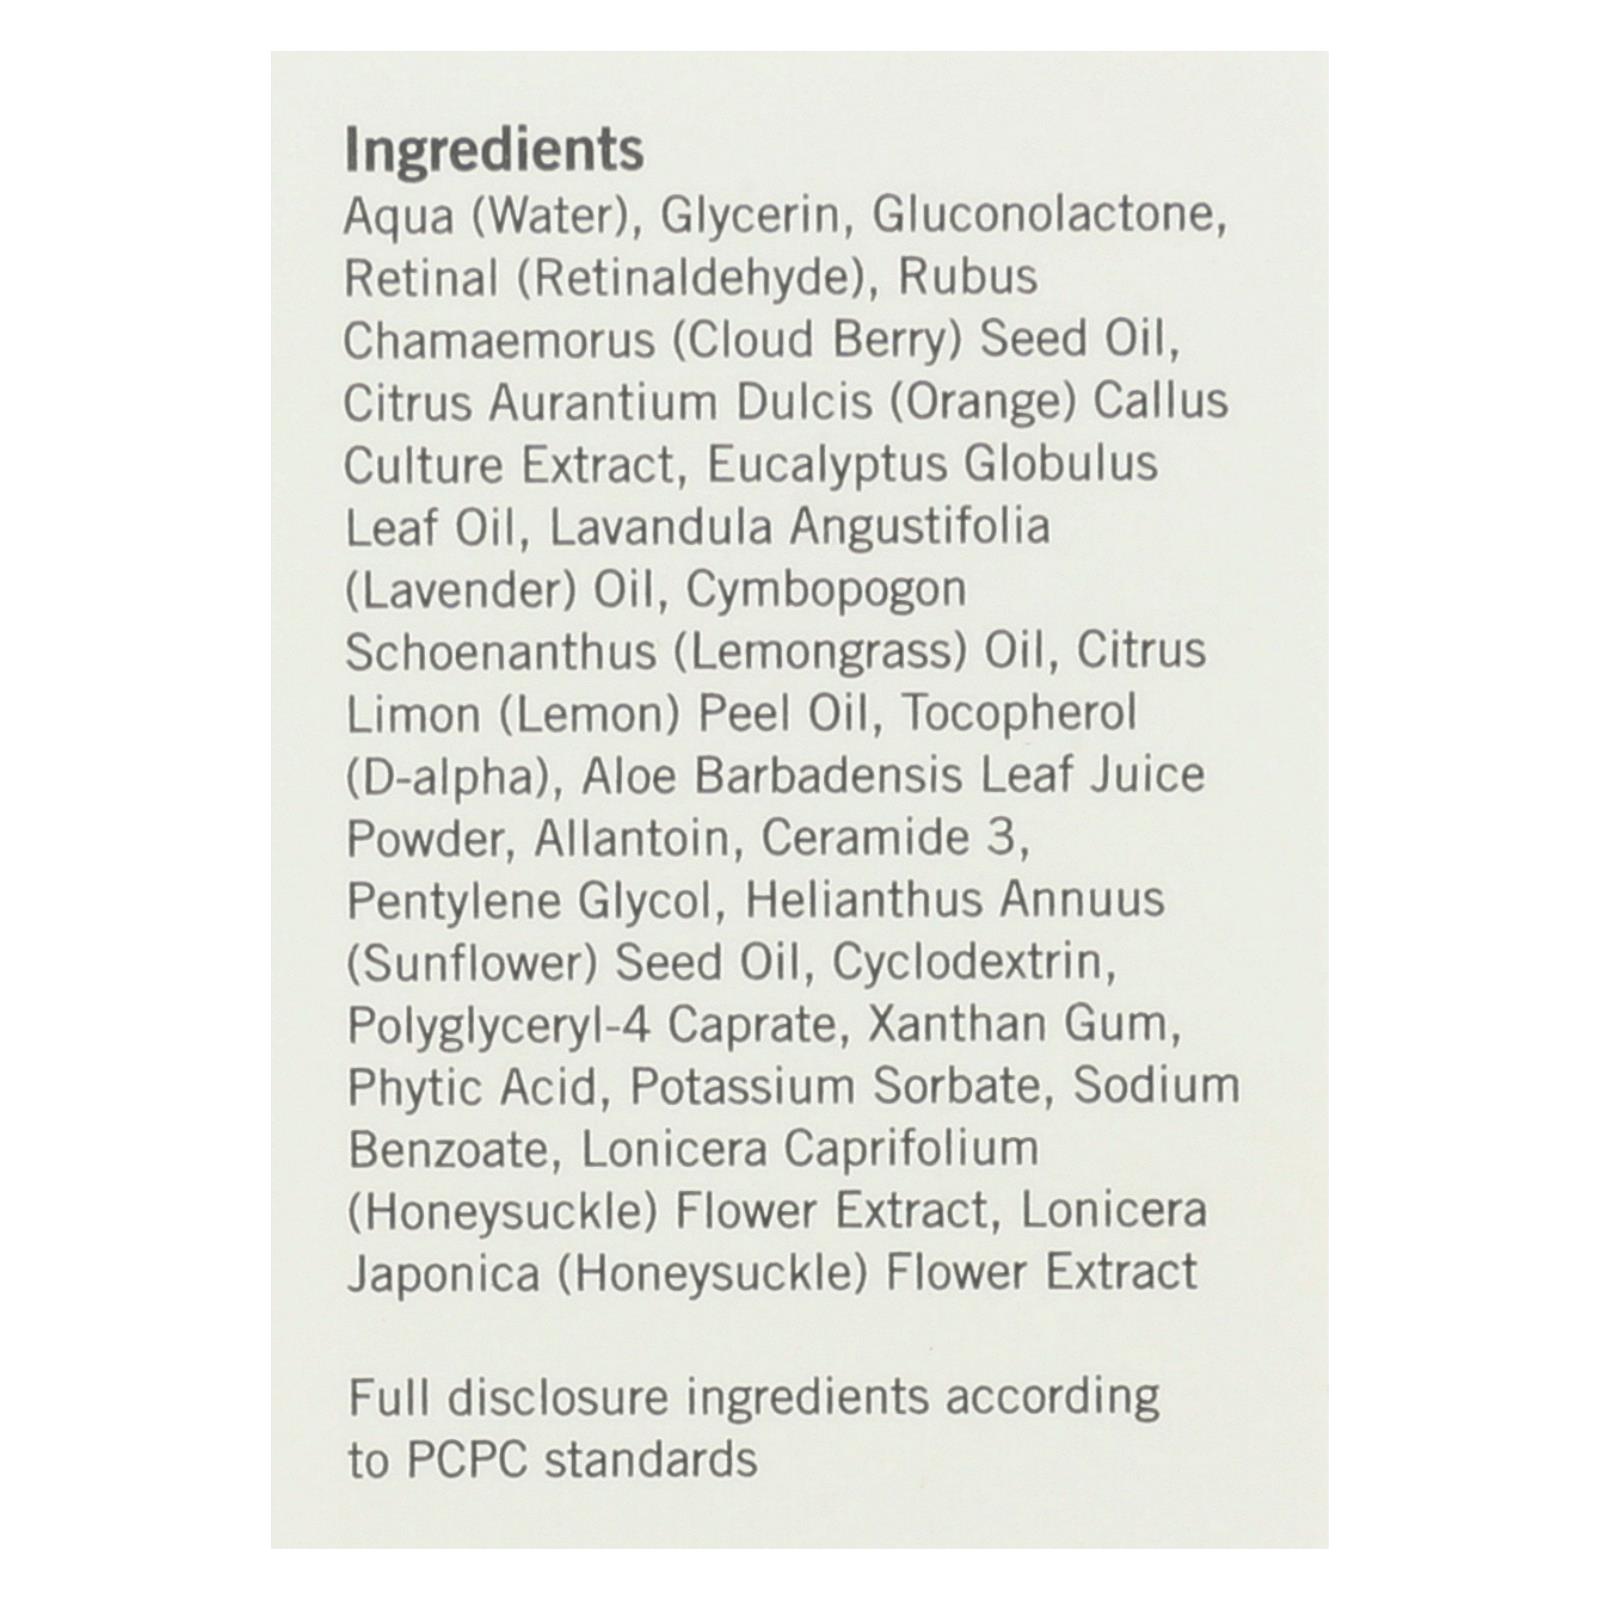 Ingredients
Aqua (Water), Glycerin, Gluconolactone,
Retinal (Retinaldehyde), Rubus
Chamaemorus (Cloud Berry) Seed Oil,
Citrus Aurantium Dulcis (Orange) Callus
Culture Extract, Eucalyptus Globulus
Leaf Oil, Lavandula Angustifolia
(Lavender) Oil, Cymbopogon
Schoenanthus (Lemongrass) Oil, Citrus
Limon (Lemon) Peel Oil, Tocopherol
(D-alpha), Aloe Barbadensis Leaf Juice
Powder, Allantoin, Ceramide 3,
Pentylene Glycol, Helianthus Annuus
(Sunflower) Seed Oil, Cyclodextrin,
Polyglyceryl-4 Caprate, Xanthan Gum,
Phytic Acid, Potassium Sorbate, Sodium
Benzoate, Lonicera Caprifolium
(Honeysuckle) Flower Extract, Lonicera
Japonica (Honeysuckle) Flower Extract
Full disclosure ingredients according
to PCPC standards